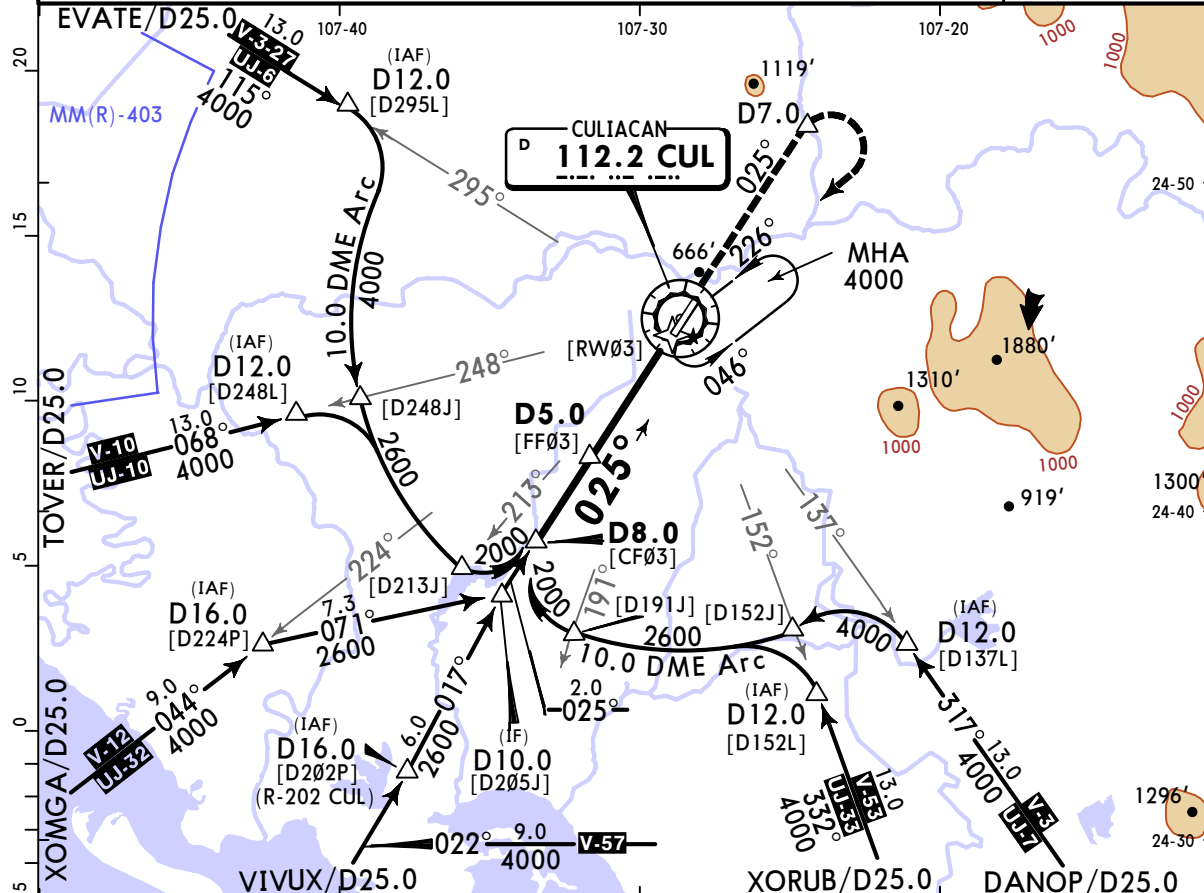 EVATE/D25.0
13.0
V-3-27
UJ-6
115°
4000
107-40
107-30
107-20
1000
1000
20
MM(R)-403
(IAF)
D12.0
[D295L]
1119'
D7.0
CULIACAN
D
112.2 CUL
025°
295°
24-50
15
10.0 DME Arc
4000
666'
226°
MHA
4000
046°
[RWØ3]
(IAF)
D12.0
[D248L]
248°
[D248J]
1880'
1310'
1000
1000
1000
10
TOVER/D25.0
V-10
UJ-10
13.0
068°
4000
2600
D5.0
[FFØ3]
025°
213°
919'
1300'
24-40
137°
152°
224°
2000
D8.0
[CFØ3]
5
[D213J]
2000
191°
[D191J]
[D152J]
2600
10.0 DME Arc
4000
(IAF)
D12.0
[D137L]
(IAF)
D16.0
[D224P]
7.3
071°
2600
XOMGA/D25.0
V-12
UJ-32
9.0
044°
4000
0
2.0
025°
(IAF)
D12.0
[D152L]
017°
6.0
2600
(IF)
D10.0
[D205J]
(IAF)
D16.0
[D202P]
(R-202 CUL)
317°
13.0
4000
V-3
UJ-7
13.0
V-53
UJ-33
332°
4000
1296'
24-30
022°
9.0
4000
V-57
5
VIVUX/D25.0
XORUB/D25.0
DANOP/D25.0